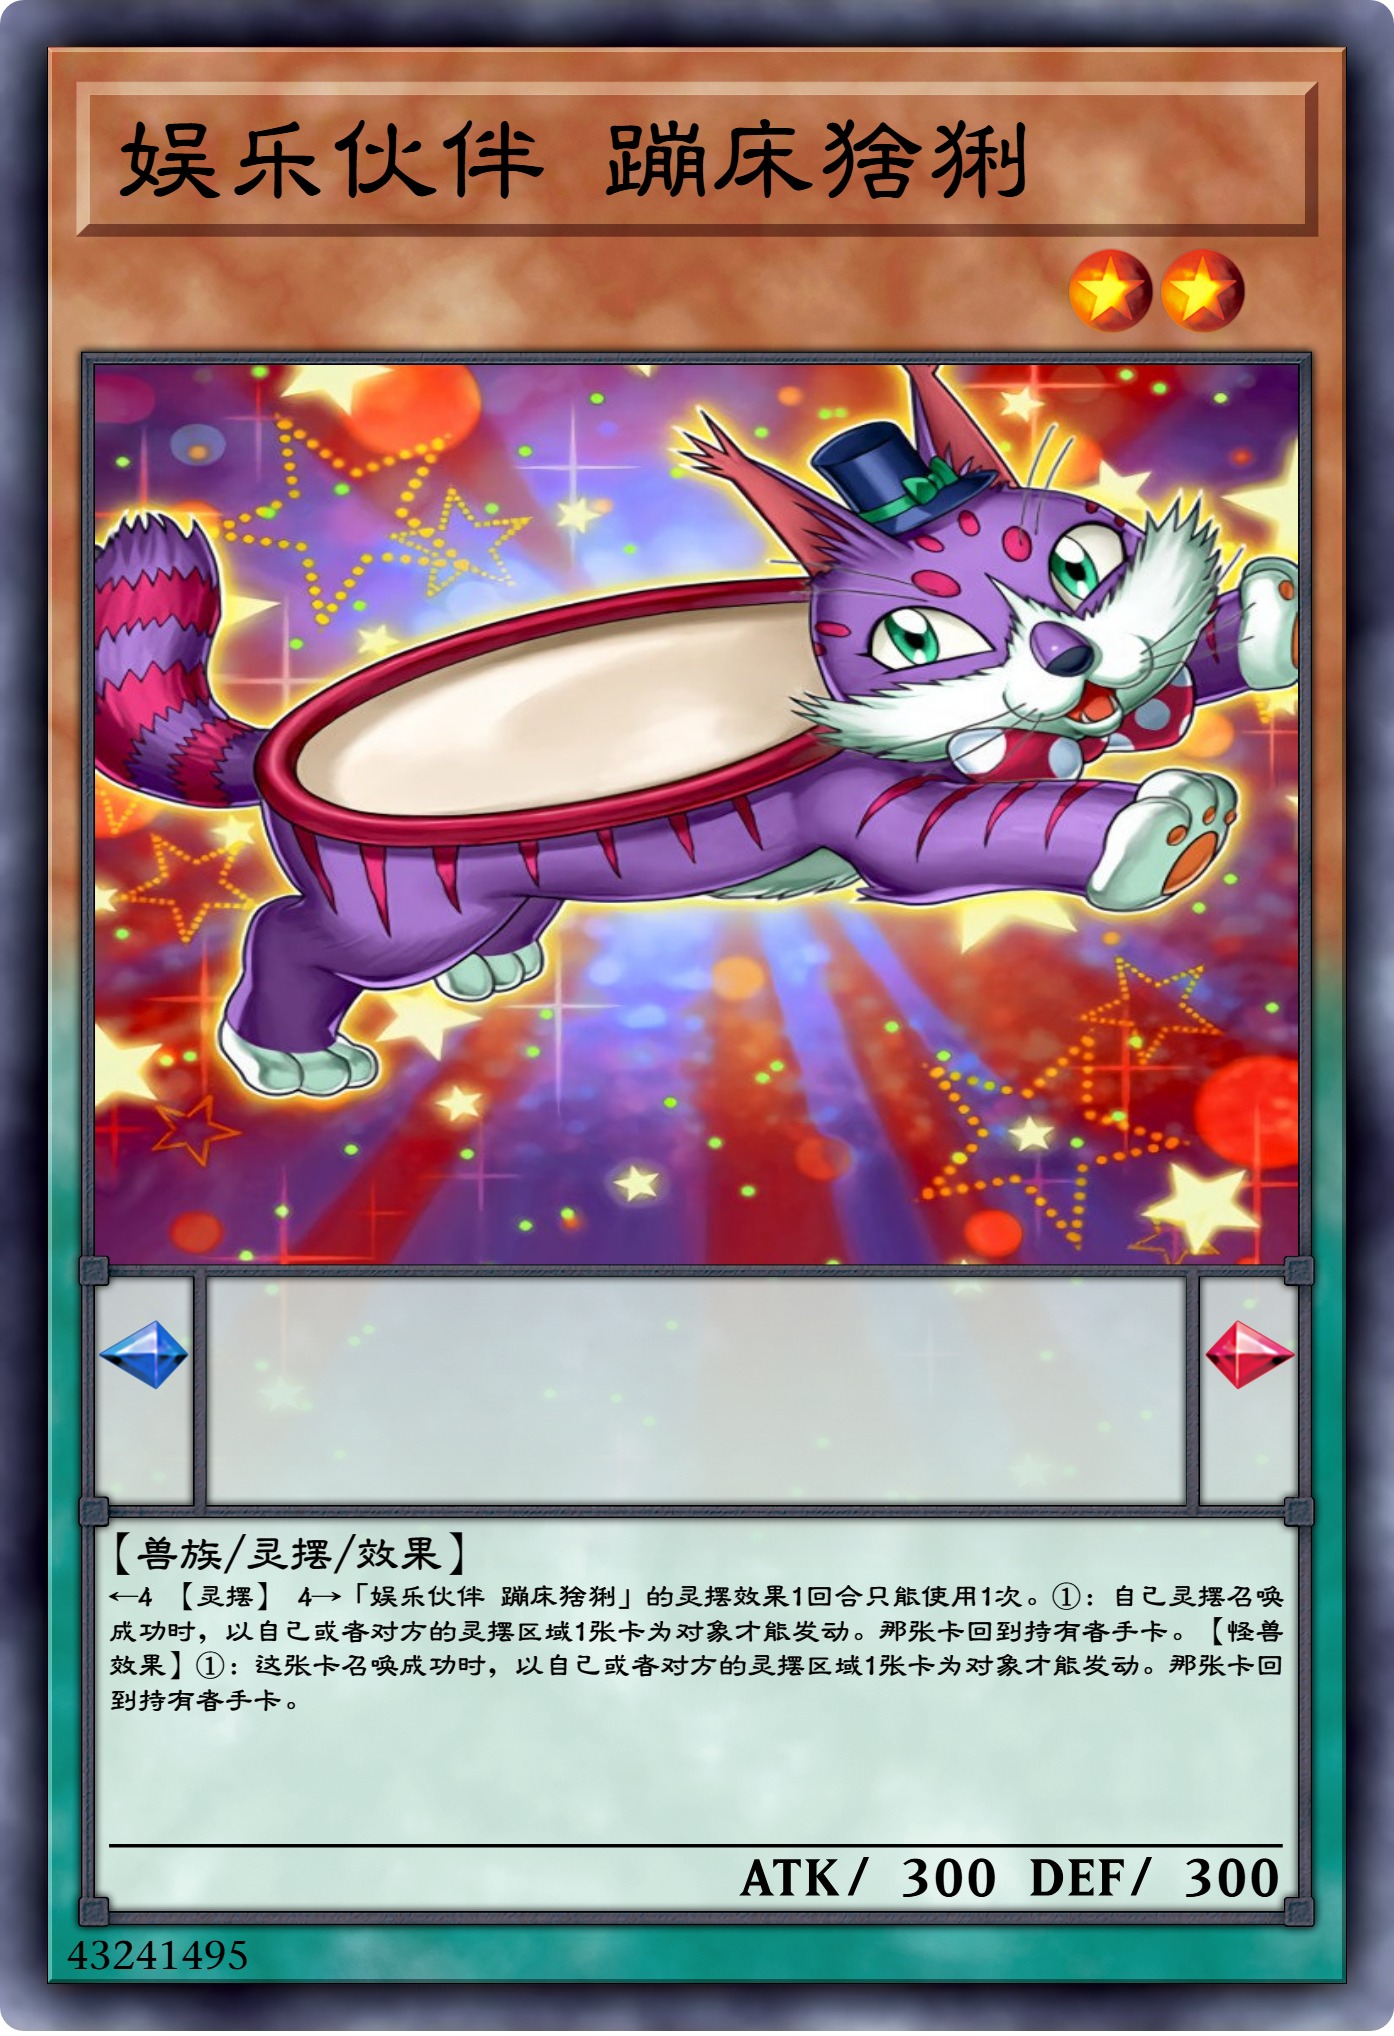 娱乐伙伴 蹦床猞猁
【兽族/灵摆/效果】
←4 【灵摆】 4→「娱乐伙伴 蹦床猞猁」的灵摆效果1回合只能使用1次。①：自己灵摆召唤
成功时，以自己或者对方的灵摆区域1张卡为对象才能发动。那张卡回到持有者手卡。【怪兽
效果】①：这张卡召唤成功时，以自己或者对方的灵摆区域1张卡为对象才能发动。那张卡回
到持有者手卡。
ATK/ 300 DEF/ 300
43241495